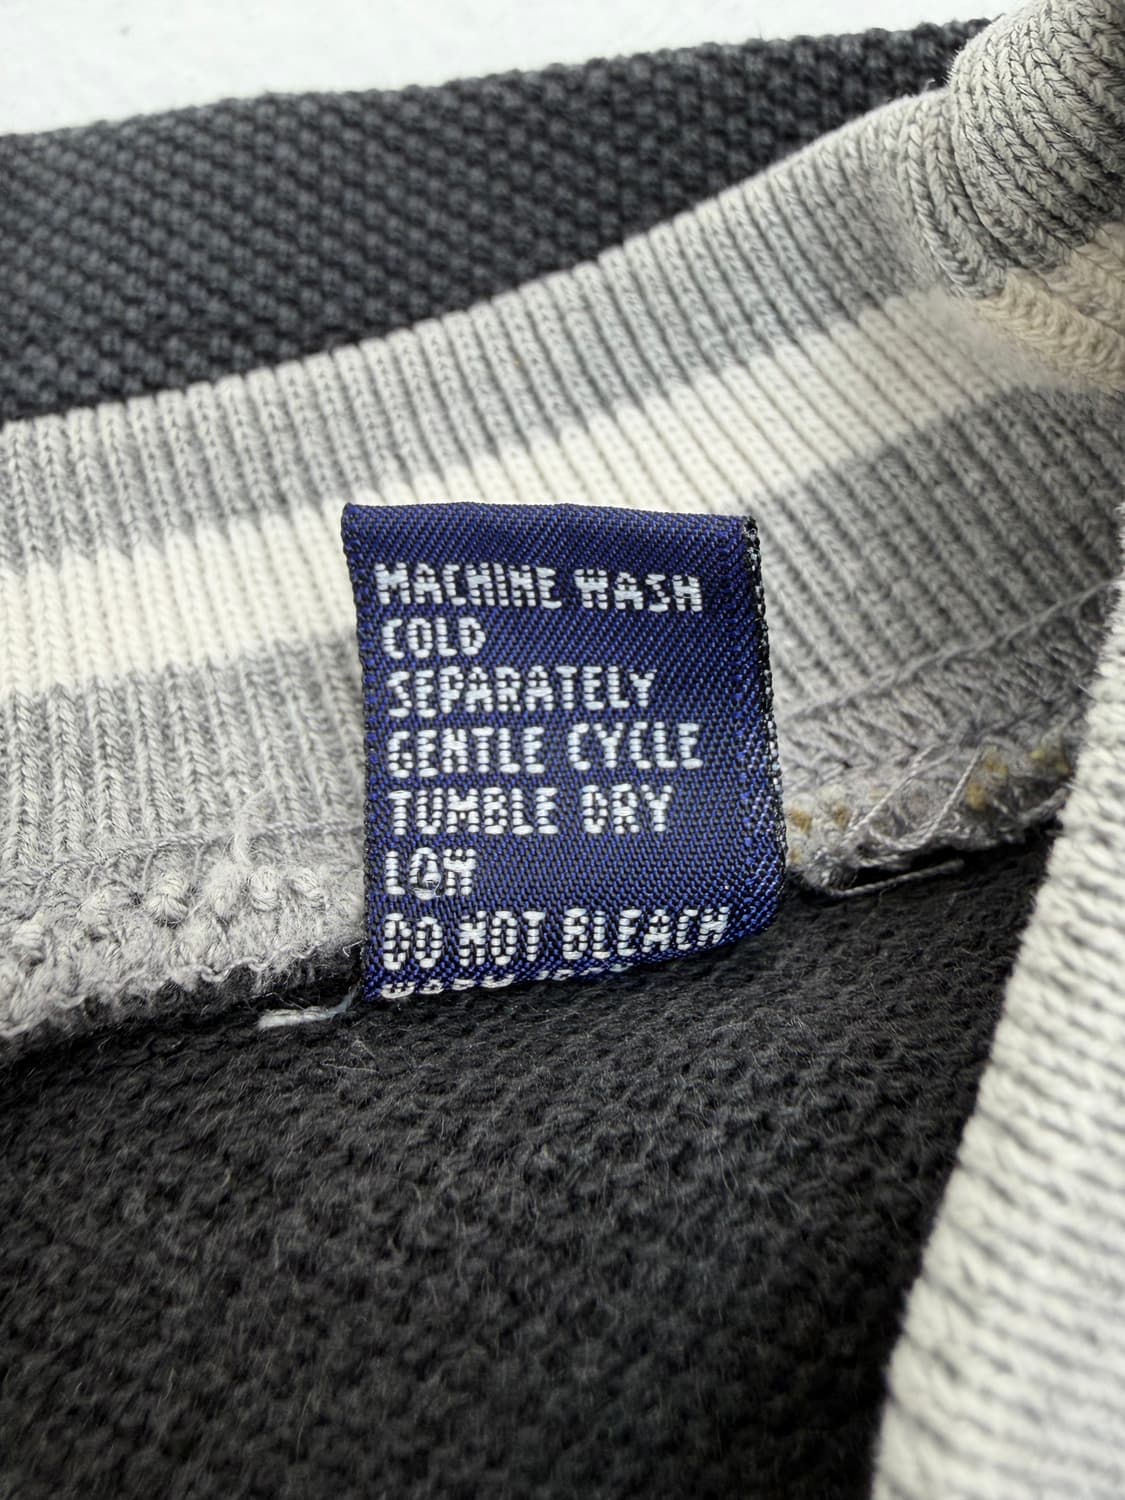 MACHINE WASH
COLD
SEPARATELY
GENTLE CYCLE
TUMBLE DRY
LOW
DO NOT BLEACH